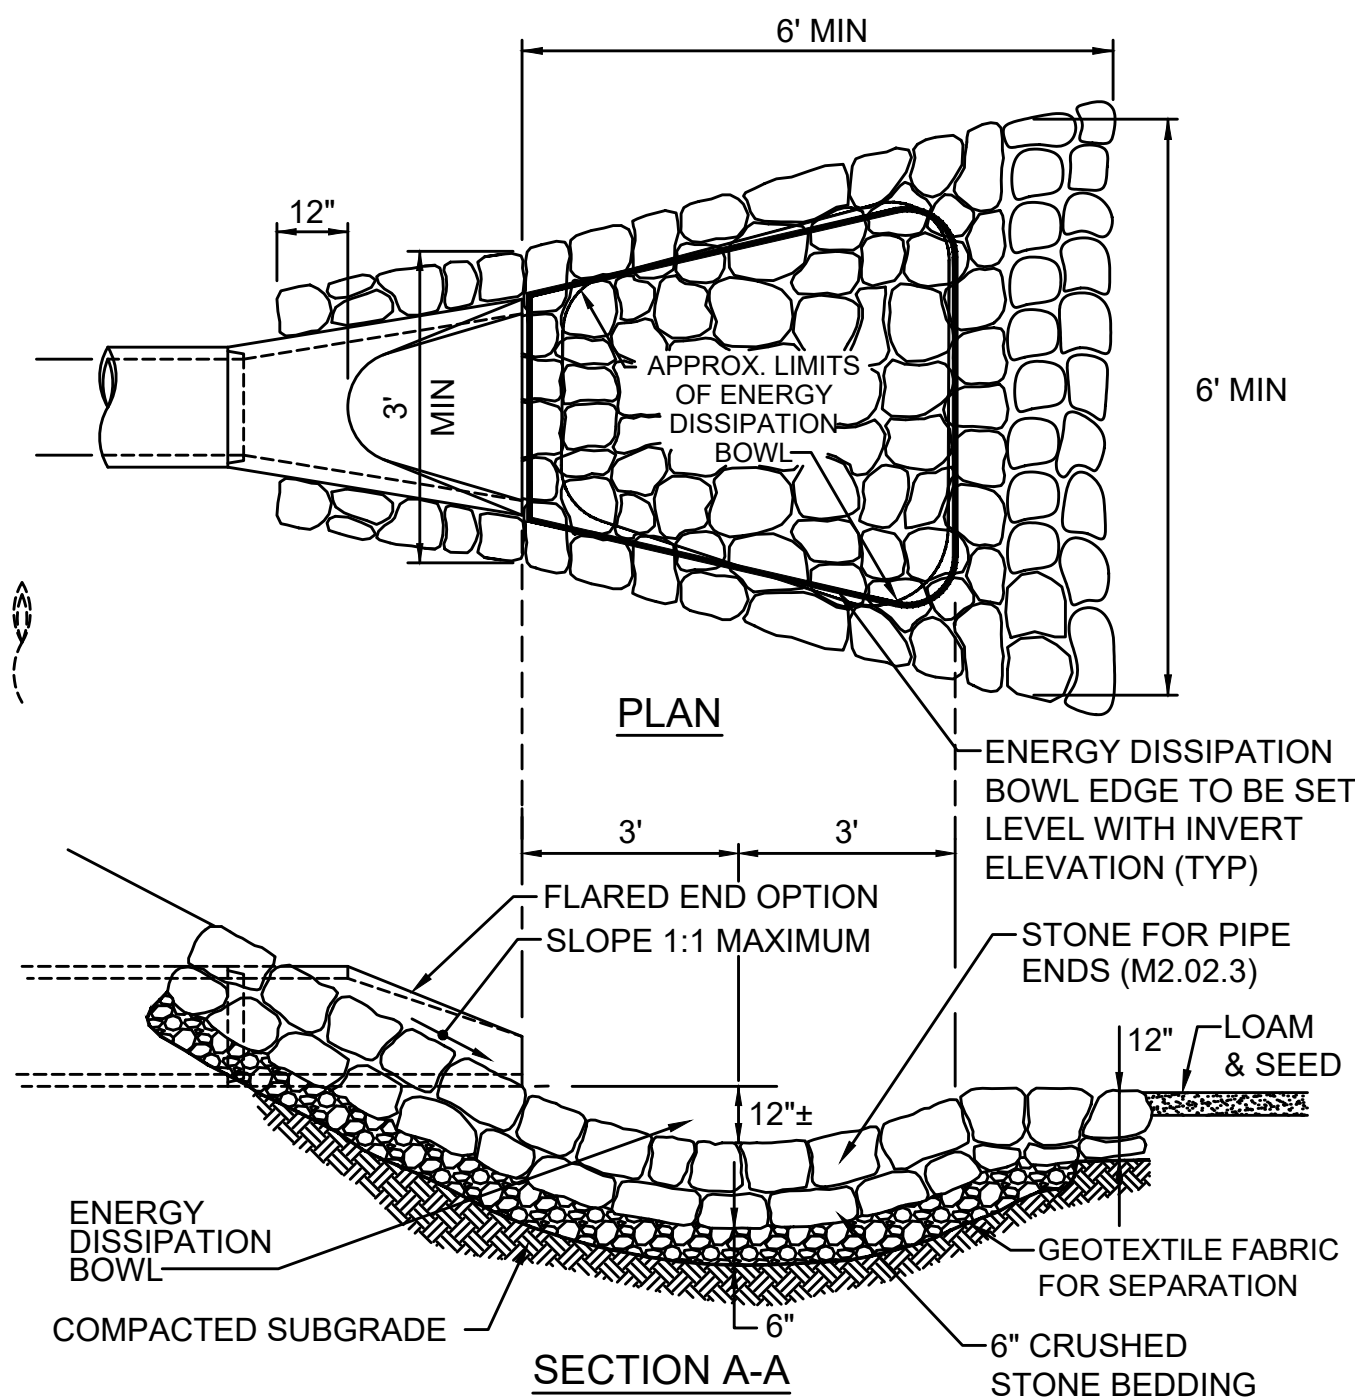 6' MIN
12"
3'
MIN
APPROX. LIMITS
OF ENERGY
DISSIPATION
BOWL
6' MIN
PLAN
ENERGY DISSIPATION
BOWL EDGE TO BE SET
LEVEL WITH INVERT
ELEVATION (TYP)
3'
3'
FLARED END OPTION
SLOPE 1:1 MAXIMUM
STONE FOR PIPE
ENDS (M2.02.3)
12"
LOAM
& SEED
12"±
ENERGY
DISSIPATION
BOWL
GEOTEXTILE FABRIC
FOR SEPARATION
COMPACTED SUBGRADE
6"
6" CRUSHED
STONE BEDDING
SECTION A-A